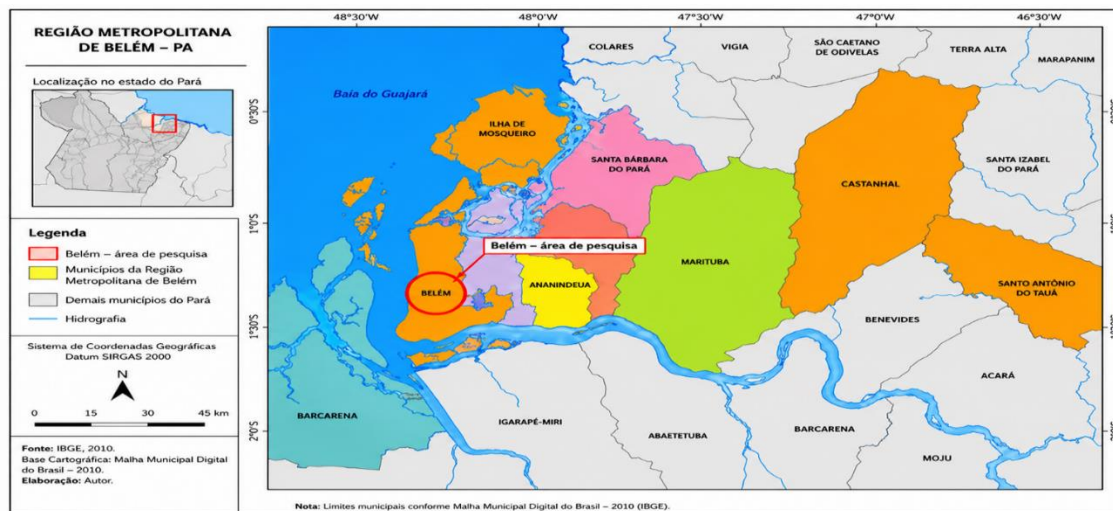 REGIÃO METROPOLITANA
DE BELÉM – PA
Localização no estado do Pará
Legenda
Belém – área de pesquisa
Municípios da Região
Metropolitana de Belém
Demais municípios do Pará
Hidrografia
Sistema de Coordenadas Geográficas
Datum SIRGAS 2000
N
0 15 30 45 km
Fonte: IBGE, 2010.
Base Cartográfica: Malha Municipal Digital
do Brasil – 2010.
Elaboração: Autor.
48°30'W 48°0'W 47°30'W 47°0'W 46°30'W
0°30'S
1°0'S
1°30'S
2°0'S
COLARES
VIGIA
SÃO CAETANO
DE ODIVELAS
TERRA ALTA
MARAPANIM
Baía do Guajará
ILHA DE
MOSQUEIRO
SANTA BÁRBARA
DO PARÁ
CASTANHAL
SANTA IZABEL
DO PARÁ
Belém – área de pesquisa
MARITUBA
BELÉM
ANANINDEUA
SANTO ANTÔNIO
DO TAUÁ
BENEVIDES
ACARÁ
BARCARENA
IGARAPÉ-MIRI
ABAETETUBA
BARCARENA
MOJU
Nota: Limites municipais conforme Malha Municipal Digital do Brasil – 2010 (IBGE).